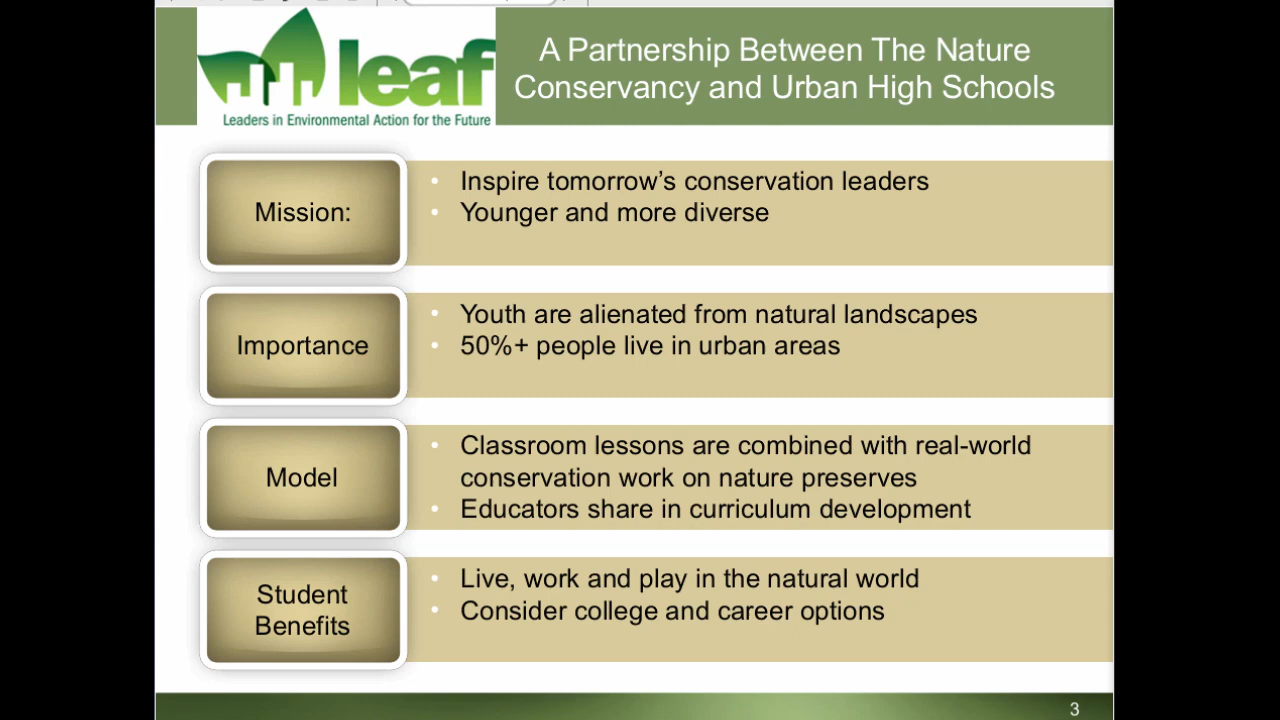 leaf
Leaders in Environmental Action for the Future
A Partnership Between The Nature
Conservancy and Urban High Schools
Mission:
• Inspire tomorrow’s conservation leaders
• Younger and more diverse
Importance
• Youth are alienated from natural landscapes
• 50%+ people live in urban areas
Model
• Classroom lessons are combined with real-world
conservation work on nature preserves
• Educators share in curriculum development
Student
Benefits
• Live, work and play in the natural world
• Consider college and career options
3